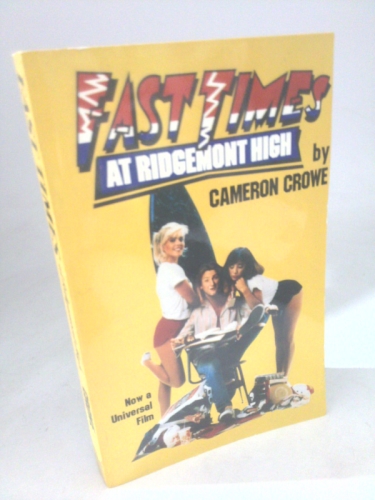 FAST TIMES
AT RIDGEMONT HIGH
by
CAMERON CROWE
Now a
Universal
Film